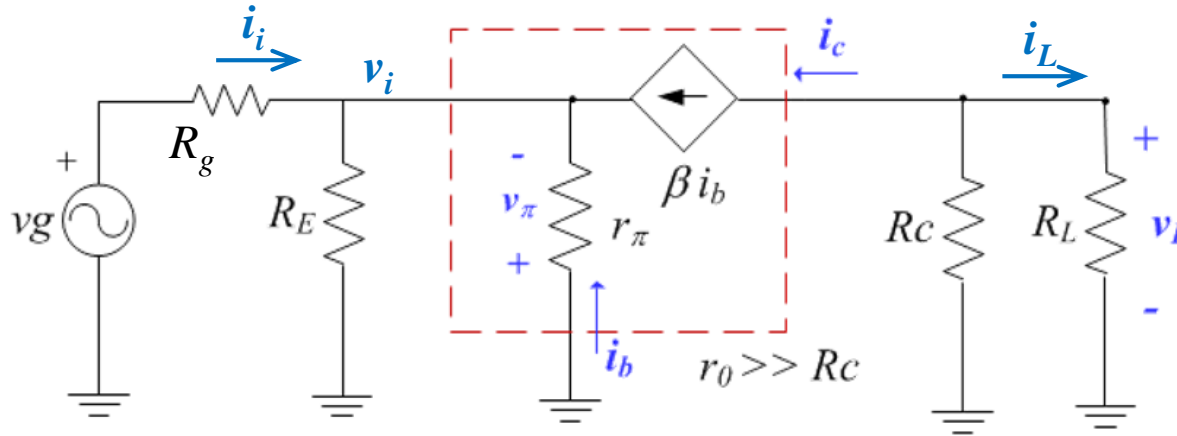 i_i
v_i
i_c
i_L
+
R_g
-
β i_b
+
vg
R_E
v_π
r_π
Rc
R_L
+
-
i_b
r_0 >> Rc